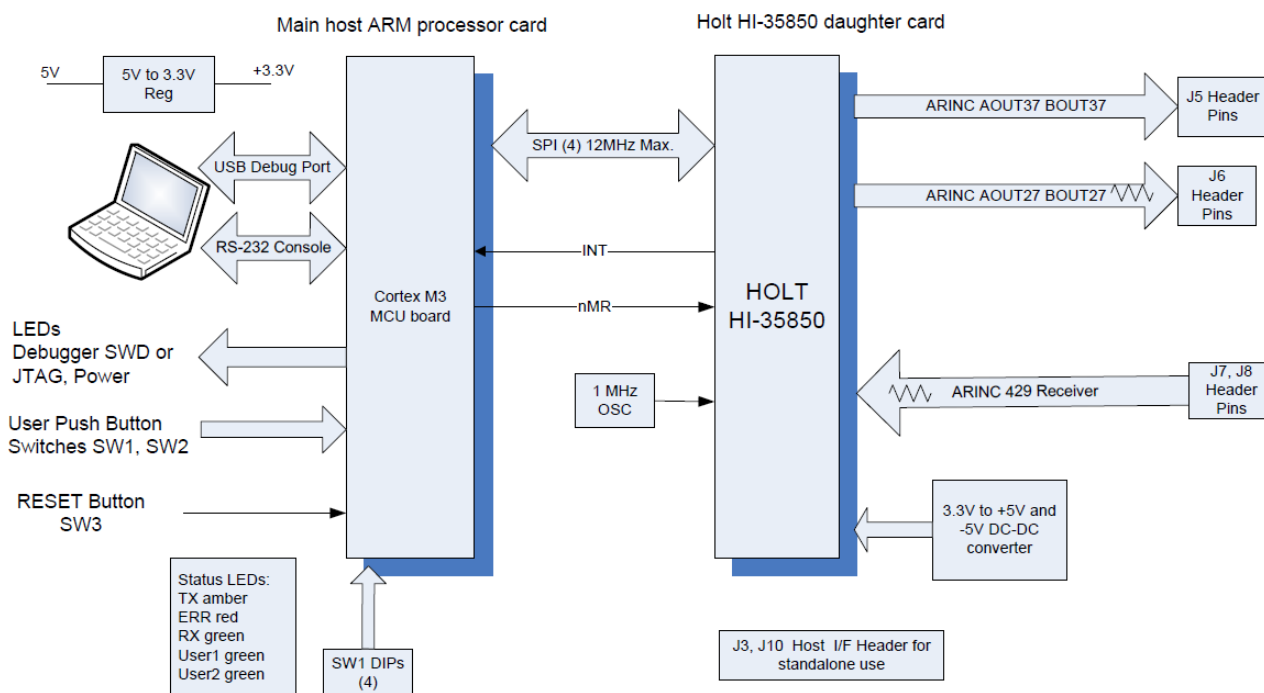 Main host ARM processor card
Holt HI-35850 daughter card
5V
5V to 3.3V
Reg
+3.3V
USB Debug Port
RS-232 Console
LEDs
Debugger SWD or
JTAG, Power
User Push Button
Switches SW1, SW2
RESET Button
SW3
Status LEDs:
TX amber
ERR red
RX green
User1 green
User2 green
SW1 DIPs
(4)
Cortex M3
MCU board
SPI (4) 12MHz Max.
INT
nMR
1 MHz
OSC
HOLT
HI-35850
ARINC AOUT37 BOUT37
J5 Header
Pins
ARINC AOUT27 BOUT27
J6
Header
Pins
ARINC 429 Receiver
J7, J8
Header
Pins
3.3V to +5V and
-5V DC-DC
converter
J3, J10 Host I/F Header for
standalone use